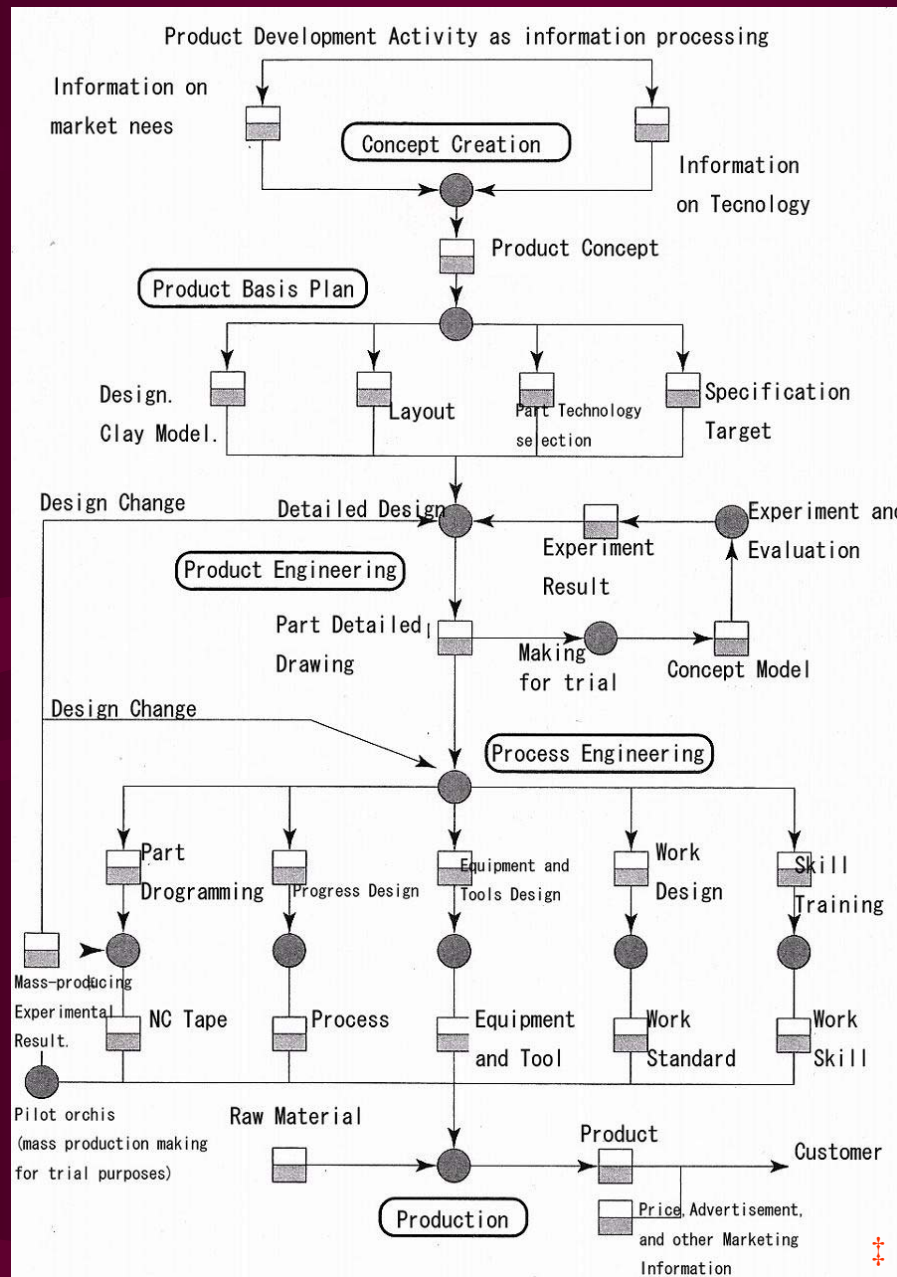 Product Development Activity as information processing
Information on
market nees
Concept Creation
Information
on Tecnology
Product Concept
Product Basis Plan
Design.
Clay Model.
Layout
Part Technology
selection
Specification
Target
Design Change
Detailed Design
Experiment and
Evaluation
Product Engineering
Experiment
Result
Part Detailed
Drawing
Making
for trial
Concept Model
Design Change
Process Engineering
Part
Drogramming
Progress Design
Equipment and
Tools Design
Work
Design
Skill
Training
Mass-producing
Experimental
Result.
NC Tape
Process
Equipment
and Tool
Work
Standard
Work
Skill
Pilot orchis
(mass production making
for trial purposes)
Raw Material
Product
Customer
Production
Price, Advertisement,
and other Marketing
Information
‡